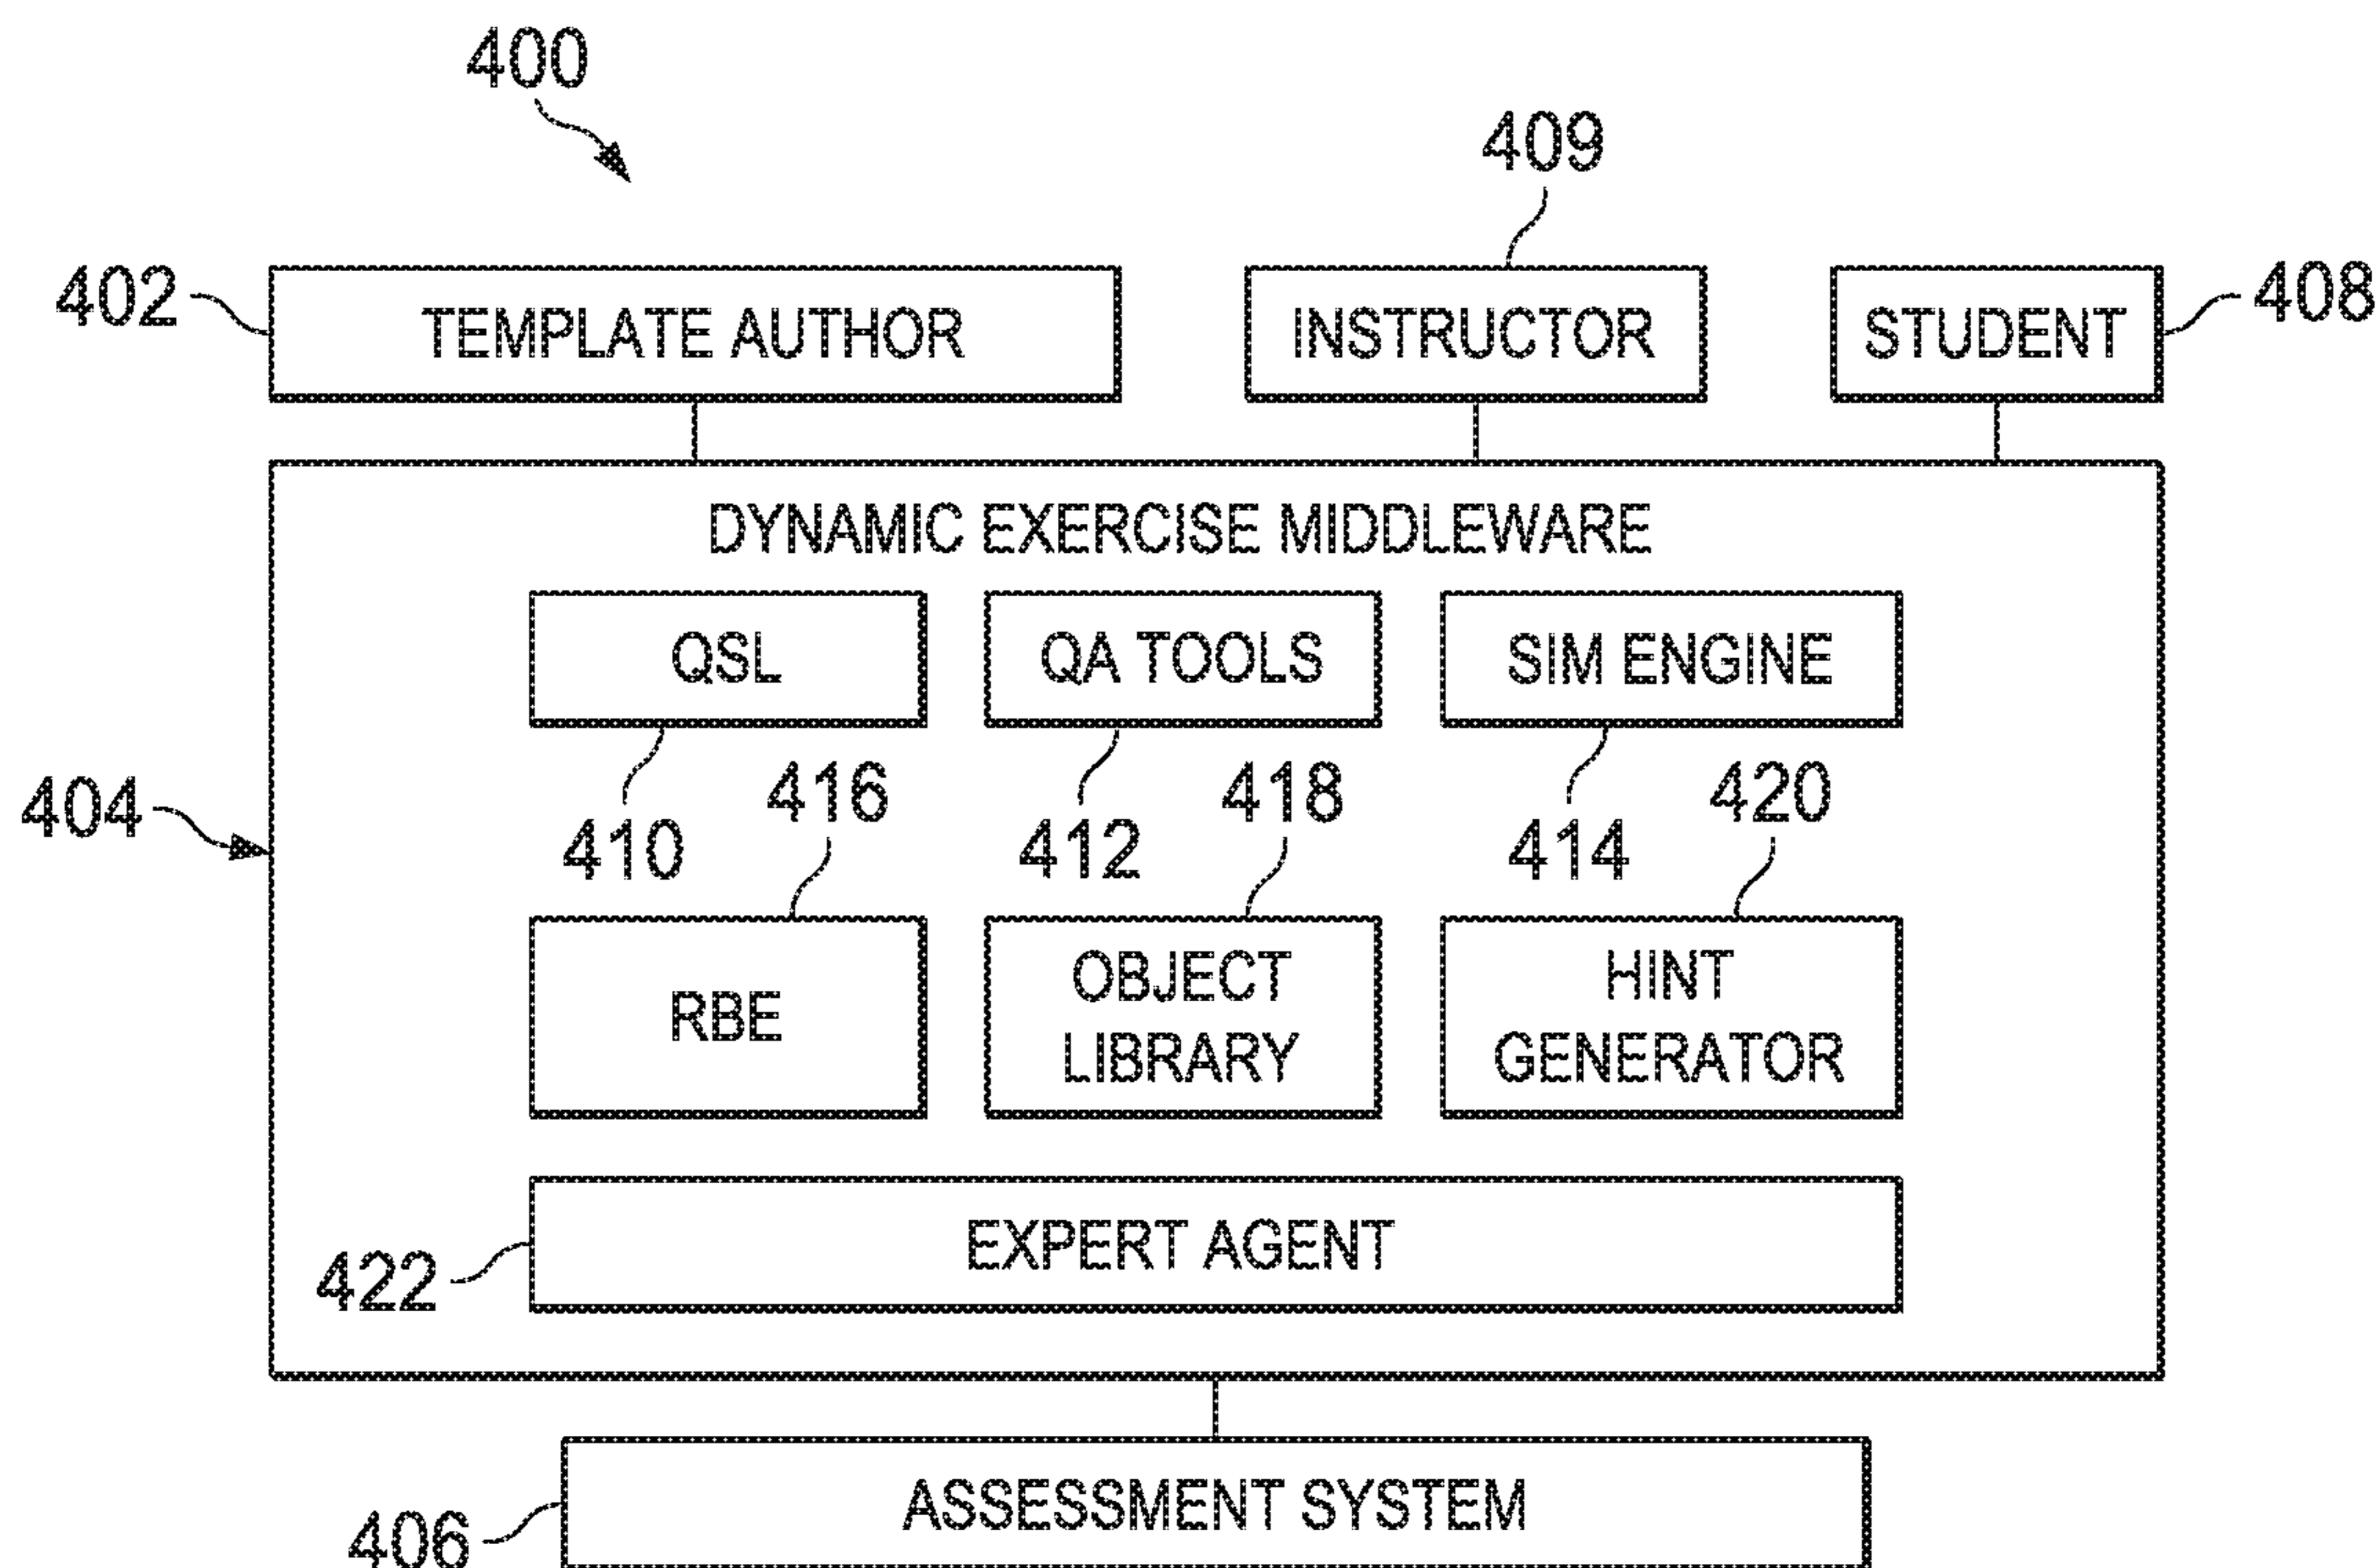 400
409
402
TEMPLATE AUTHOR
INSTRUCTOR
STUDENT
408
DYNAMIC EXERCISE MIDDLEWARE
QSL
QA TOOLS
SIM ENGINE
404
416
418
420
410
412
414
RBE
OBJECT
LIBRARY
HINT
GENERATOR
EXPERT AGENT
422
ASSESSMENT SYSTEM
406